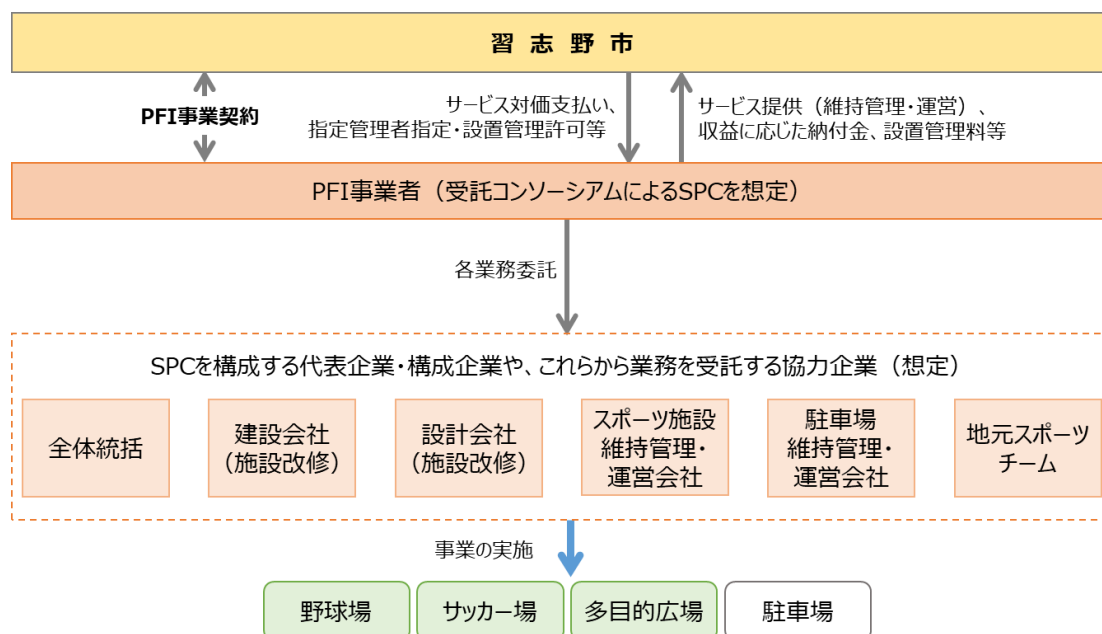 習志野市
PFI事業契約
サービス対価支払い、
指定管理者指定・設置管理許可等
サービス提供（維持管理・運営）、
収益に応じた納付金、設置管理料等
PFI事業者（受託コンソーシアムによるSPCを想定）
各業務委託
SPCを構成する代表企業・構成企業や、これらから業務を受託する協力企業（想定）
全体統括
建設会社
（施設改修）
設計会社
（施設改修）
スポーツ施設
維持管理・
運営会社
駐車場
維持管理・
運営会社
地元スポーツ
チーム
事業の実施
野球場
サッカー場
多目的広場
駐車場